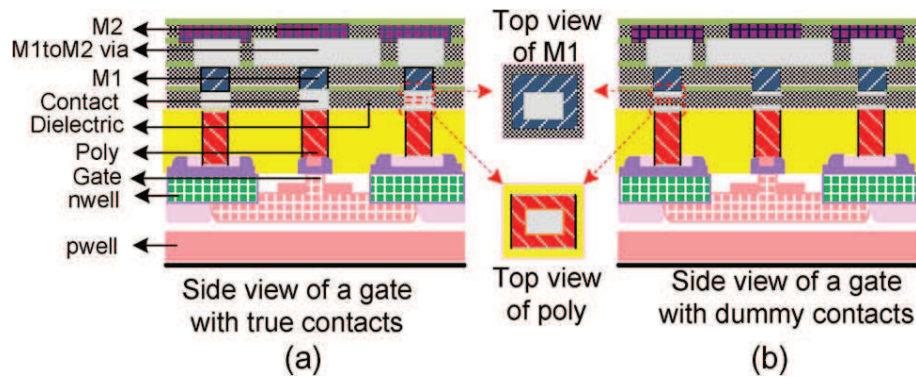 M2
M1toM2 via
M1
Contact
Dielectric
Poly
Gate
nwell
pwell
Side view of a gate
with true contacts
(a)
Top view
of M1
Top view
of poly
Side view of a gate
with dummy contacts
(b)